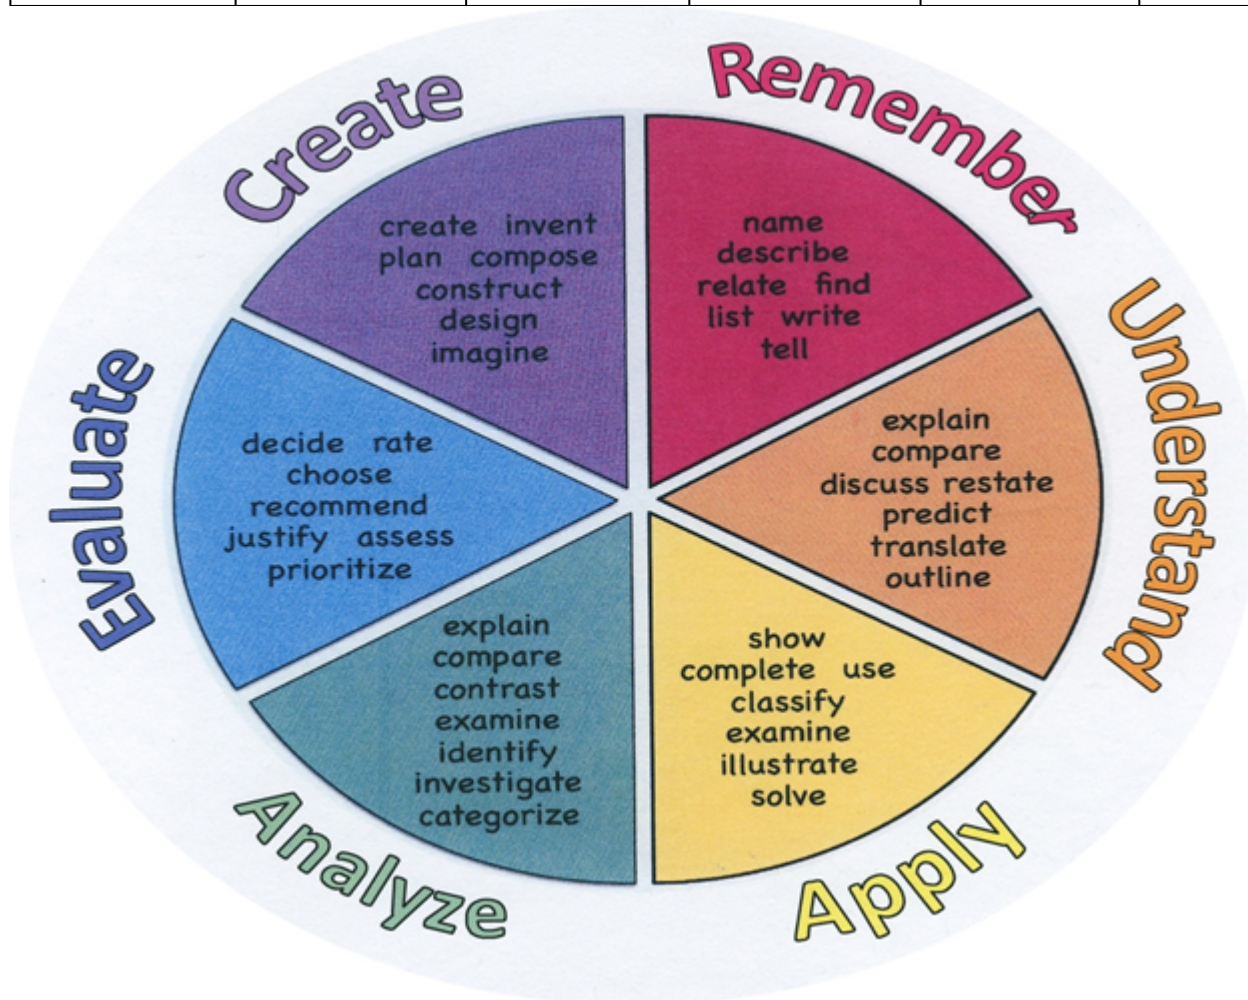 Remember
name
describe
relate find
list write
tell
Understand
explain
compare
discuss restate
predict
translate
outline
Apply
show
complete use
classify
examine
illustrate
solve
Analyze
explain
compare
contrast
examine
identify
investigate
categorize
Evaluate
decide rate
choose
recommend
justify assess
prioritize
Create
create invent
plan compose
construct
design
imagine